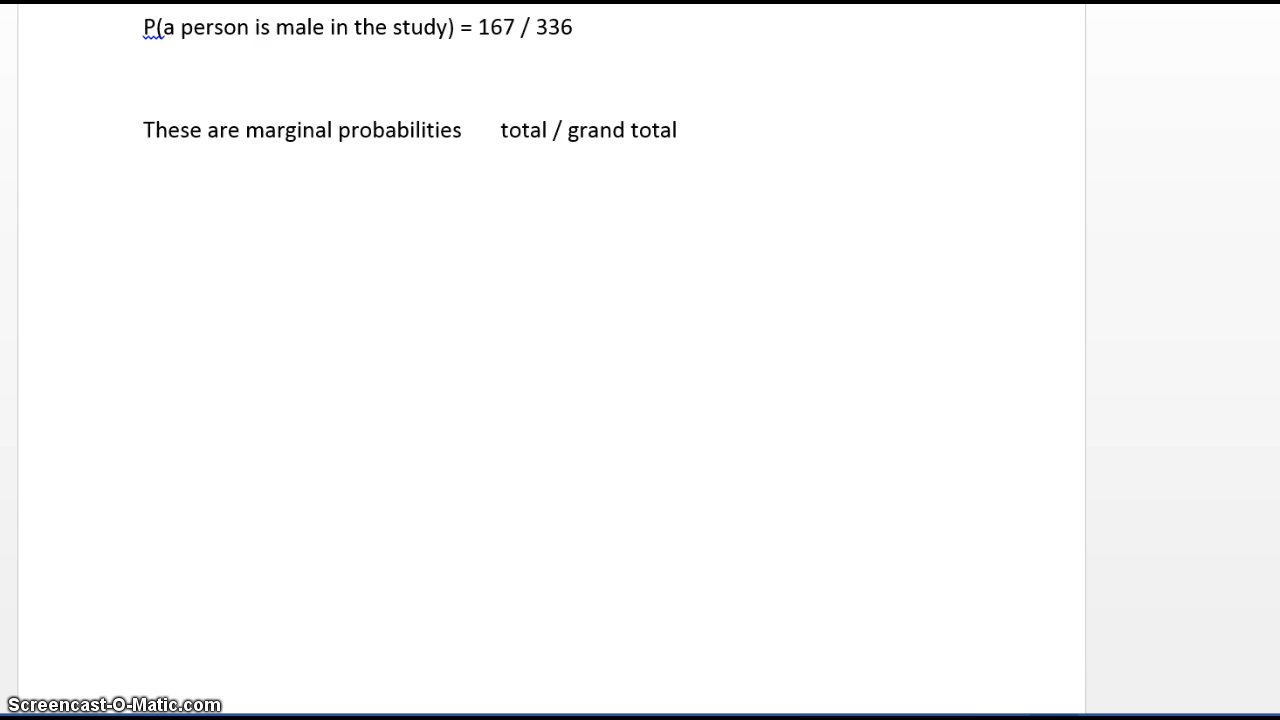 P(a person is male in the study) = 167 / 336
These are marginal probabilities total / grand total
Screencast-O-Matic.com